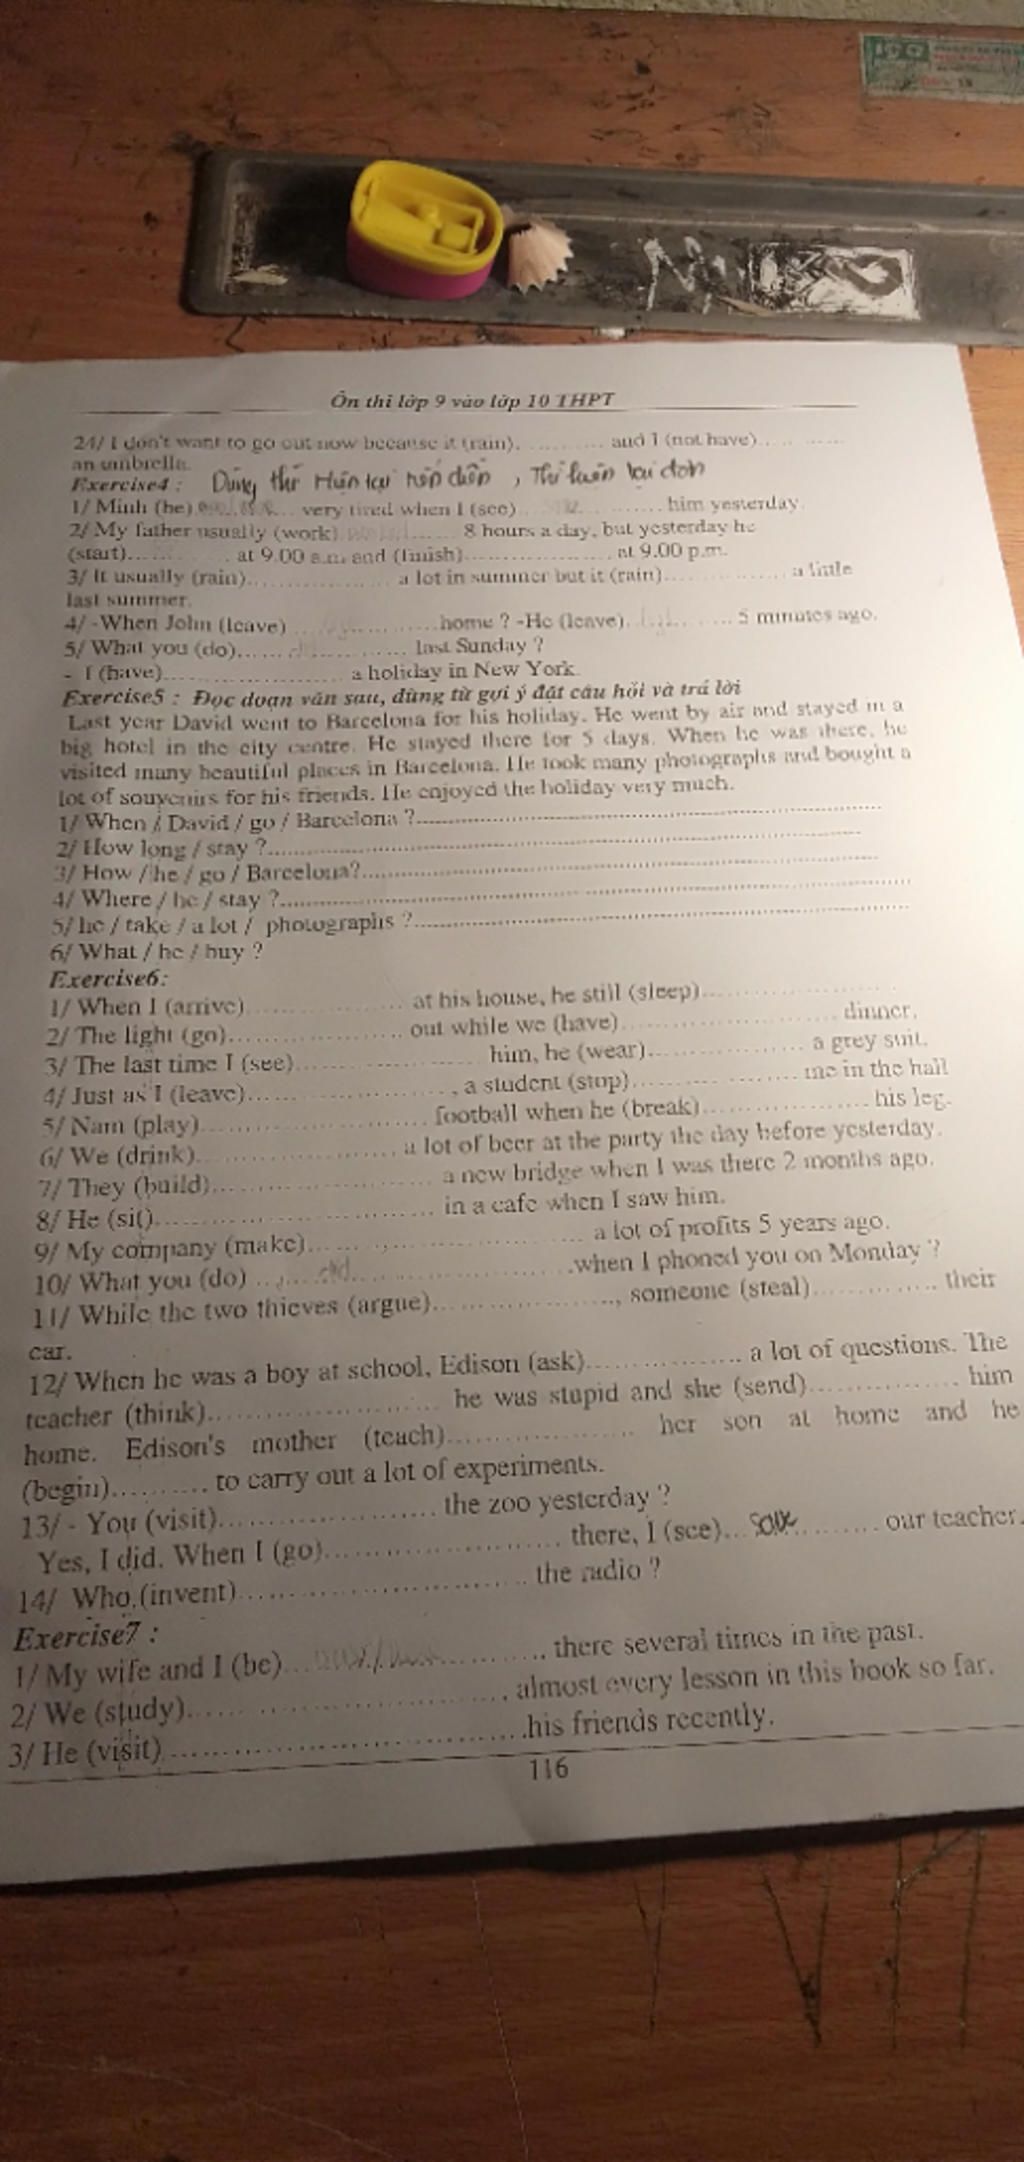 Ôn thi lớp 9 vào lớp 10 THPT
24/ I don't want to go out now because it (rain)............. and I (not have)..............
an umbrella.
Exercise4 : Dùng thì Hiện tại tiếp diễn , Thì hiện tại đơn
1/ Minh (be) ............ very tired when I (see) ............ him yesterday.
2/ My father usually (work) ............ 8 hours a day, but yesterday he
(start)................. at 9.00 a.m and (finish)..................... at 9.00 p.m.
3/ It usually (rain)..................... a lot in summer but it (rain)................. a little
last summer.
4/ -When John (leave) .....................home ? -He (leave)................ 5 minutes ago.
5/ What you (do)..................... last Sunday ?
- I (have)......................... a holiday in New York.
Exercise5 : Đọc đoạn văn sau, dùng từ gợi ý đặt câu hỏi và trả lời
Last year David went to Barcelona for his holiday. He went by air and stayed in a
big hotel in the city centre. He stayed there for 5 days. When he was there, he
visited many beautiful places in Barcelona. He took many photographs and bought a
lot of souvenirs for his friends. He enjoyed the holiday very much.
1/ When / David / go / Barcelona ?............................................................
2/ How long / stay ?............................................................
3/ How / he / go / Barcelona?............................................................
4/ Where / he / stay ?............................................................
5/ he / take / a lot / photographs ?............................................................
6/ What / he / buy ?
Exercise6:
1/ When I (arrive)..................... at his house, he still (sleep).........................
2/ The light (go)..................... out while we (have)......................... dinner.
3/ The last time I (see)......................... him, he (wear)..................... a grey suit.
4/ Just as I (leave)........................., a student (stop)..................... me in the hall
5/ Nam (play)......................... football when he (break).....................his leg.
6/ We (drink)......................... a lot of beer at the party the day before yesterday.
7/ They (build)......................... a new bridge when I was there 2 months ago.
8/ He (sit)................................. in a cafe when I saw him.
9/ My company (make)................................. a lot of profits 5 years ago.
10/ What you (do) ....... did .........................when I phoned you on Monday ?
11/ While the two thieves (argue)........................., someone (steal)................. their
car.
12/ When he was a boy at school, Edison (ask)..................... a lot of questions. The
teacher (think)............................. he was stupid and she (send)..................... him
home. Edison's mother (teach)......................... her son at home and he
(begin)............ to carry out a lot of experiments.
13/ - You (visit)............................. the zoo yesterday ?
Yes, I did. When I (go)............................. there, I (see)... saw ........... our teacher.
14/ Who (invent)..................................... the radio ?
Exercise7 :
1/ My wife and I (be)............................. there several times in the past.
2/ We (study)..................................... almost every lesson in this book so far.
3/ He (visit) .........................................his friends recently.
116